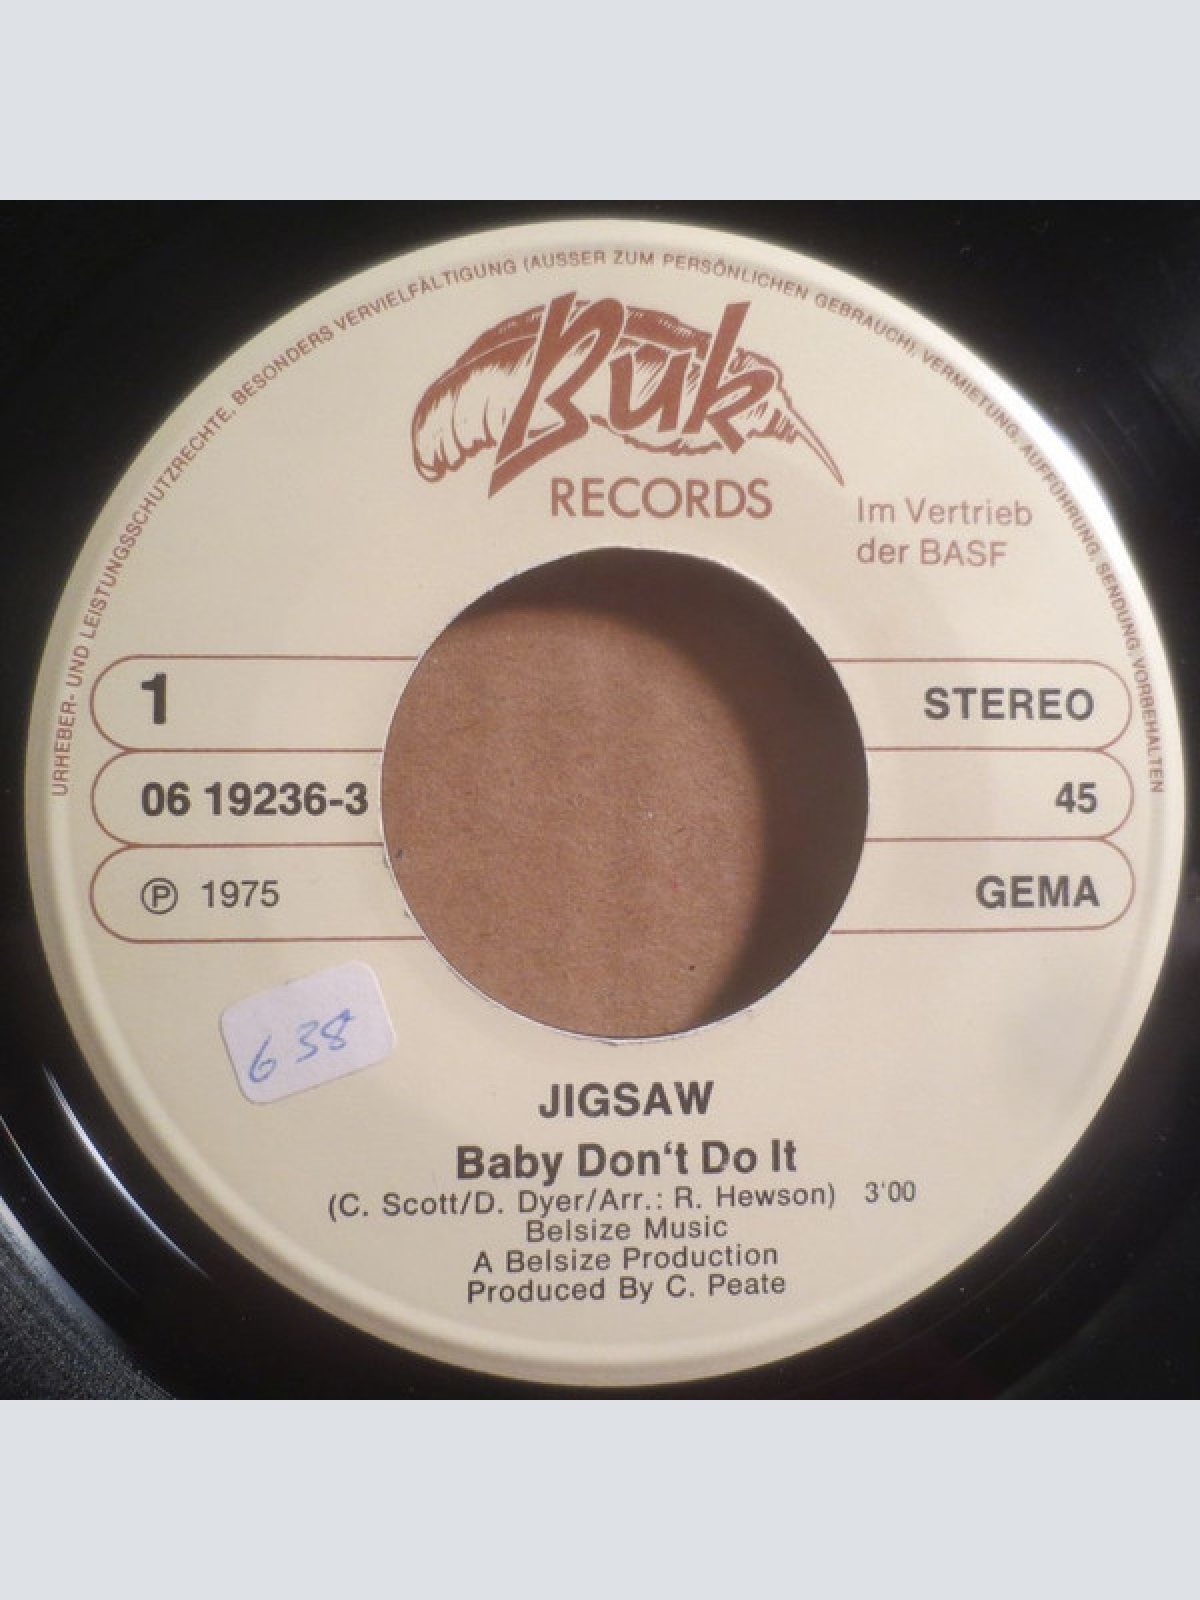 URHEBER- UND LEISTUNGSSCHUTZRECHTE, BESONDERS VERVIELFÄLTIGUNG (AUSSER ZUM PERSÖNLICHEN GEBRAUCH), VERMIETUNG, AUFFÜHRUNG, SENDUNG VORBEHALTEN
Buk
RECORDS
Im Vertrieb
der BASF
1
STEREO
06 19236-3
45
℗ 1975
GEMA
638
JIGSAW
Baby Don't Do It
(C. Scott/D. Dyer/Arr.: R. Hewson) 3'00
Belsize Music
A Belsize Production
Produced By C. Peate